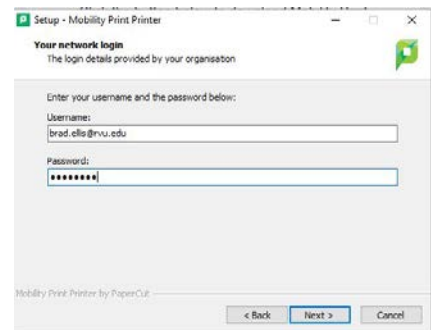 Setup - Mobility Print Printer
Your network login
The login details provided by your organisation
Enter your username and the password below:
Username:
brad.ellis@rvu.edu
Password:
••••••••
Mobility Print Printer by PaperCut
< Back Next > Cancel